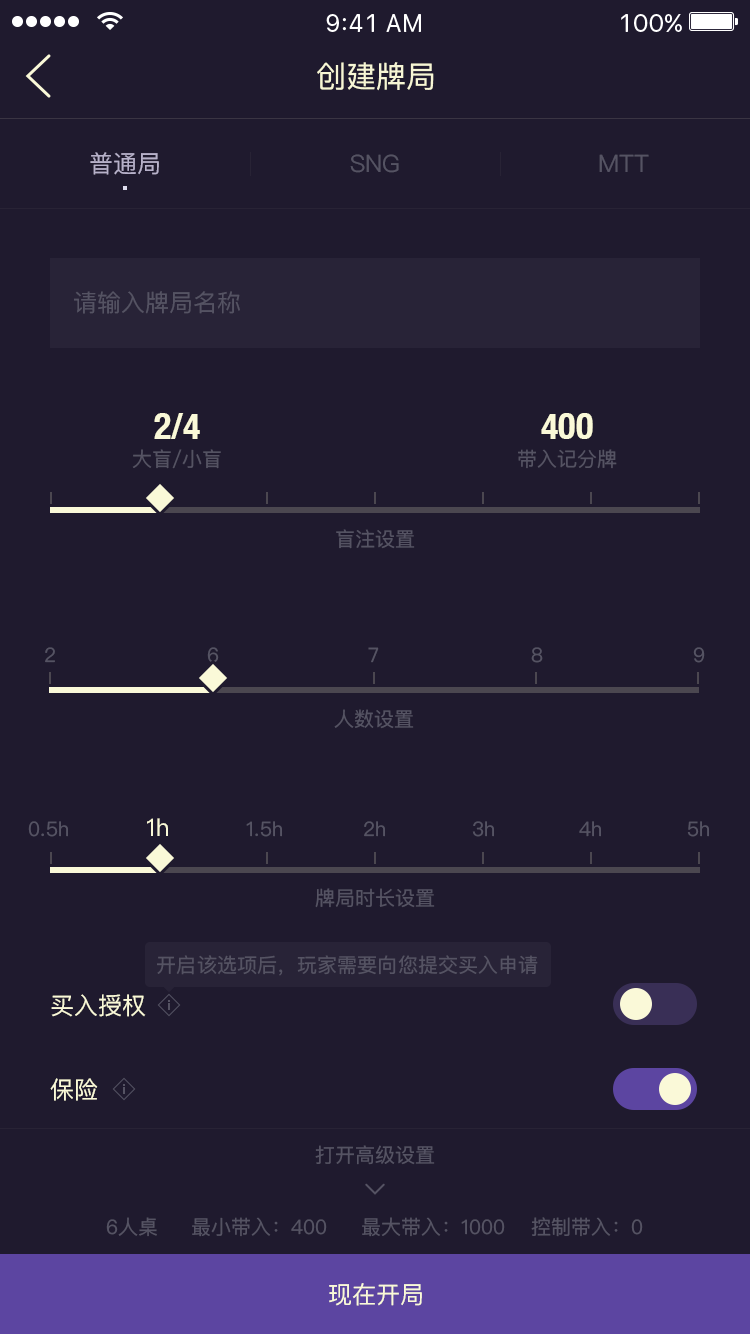 9:41 AM 100%
创建牌局
普通局 SNG MTT
请输入牌局名称
2/4 400
大盲/小盲 带入记分牌
盲注设置
2 6 7 8 9
人数设置
0.5h 1h 1.5h 2h 3h 4h 5h
牌局时长设置
开启该选项后，玩家需要向您提交买入申请
买入授权
保险
打开高级设置
6人桌 最小带入：400 最大带入：1000 控制带入：0
现在开局